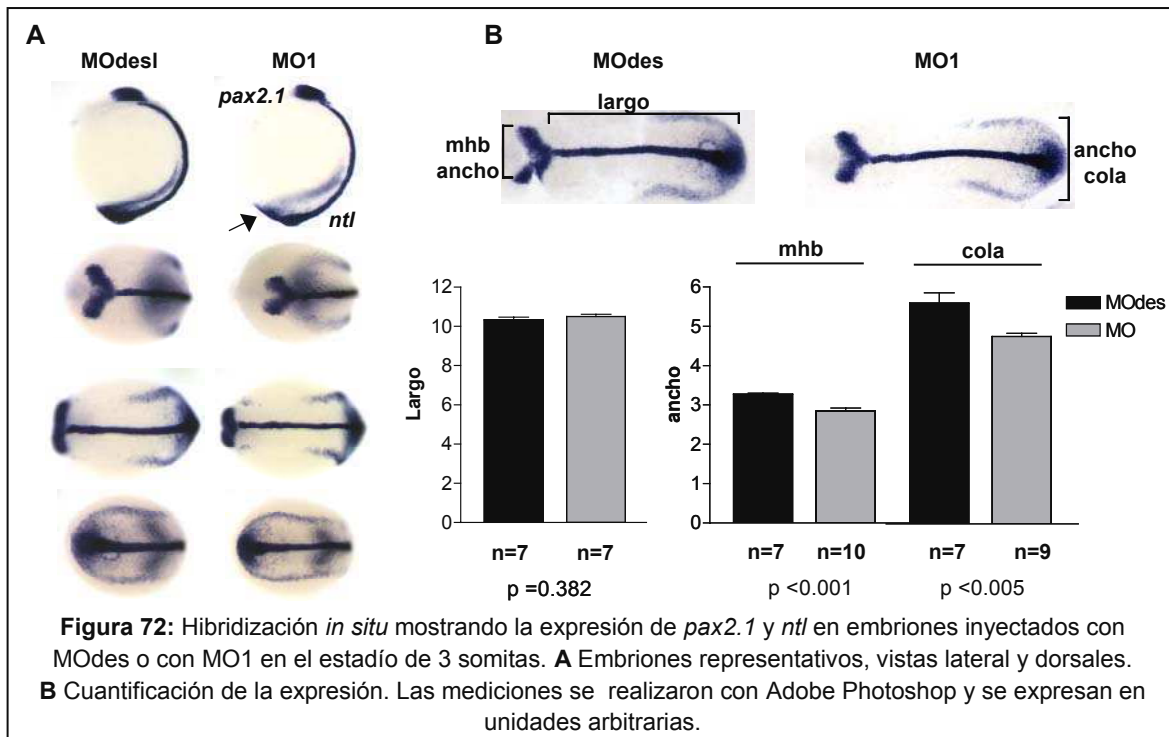 A
MOdesI
MO1
pax2.1
ntl
B
MOdes
MO1
largo
mhb
ancho
ancho
cola
Largo
12
10
8
6
4
2
0
n=7
n=7
p =0.382
ancho
6
5
4
3
2
1
0
mhb
cola
MOdes
MO
n=7
n=10
n=7
n=9
p <0.001
p <0.005
Figura 72: Hibridización in situ mostrando la expresión de pax2.1 y ntl en embriones inyectados con
MOdes o con MO1 en el estadío de 3 somitas. A Embriones representativos, vistas lateral y dorsales.
B Cuantificación de la expresión. Las mediciones se realizaron con Adobe Photoshop y se expresan en
unidades arbitrarias.